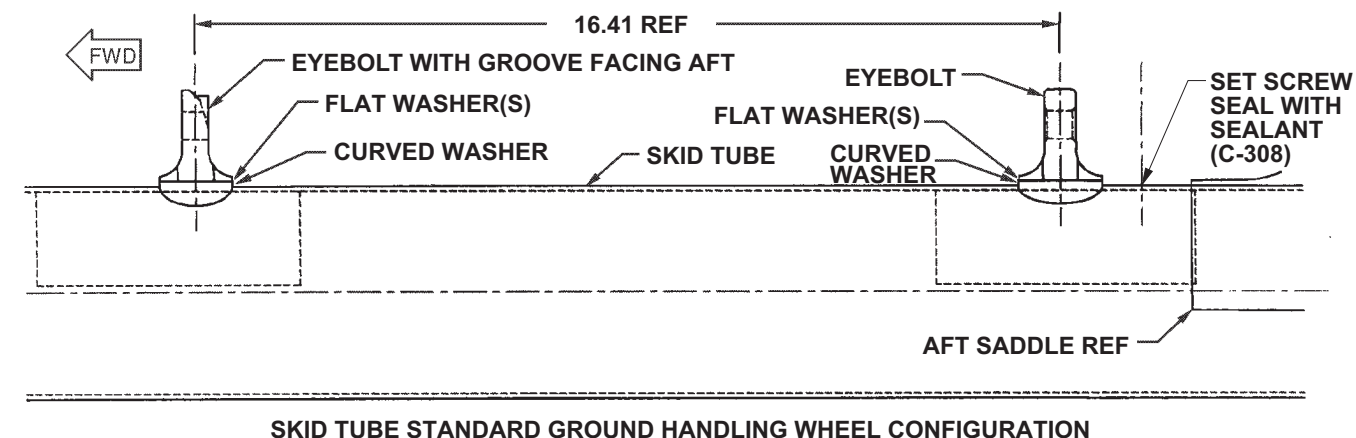 16.41 REF
FWD
EYEBOLT WITH GROOVE FACING AFT
FLAT WASHER(S)
CURVED WASHER
SKID TUBE
EYEBOLT
FLAT WASHER(S)
CURVED
WASHER
SET SCREW
SEAL WITH
SEALANT
(C-308)
AFT SADDLE REF
SKID TUBE STANDARD GROUND HANDLING WHEEL CONFIGURATION